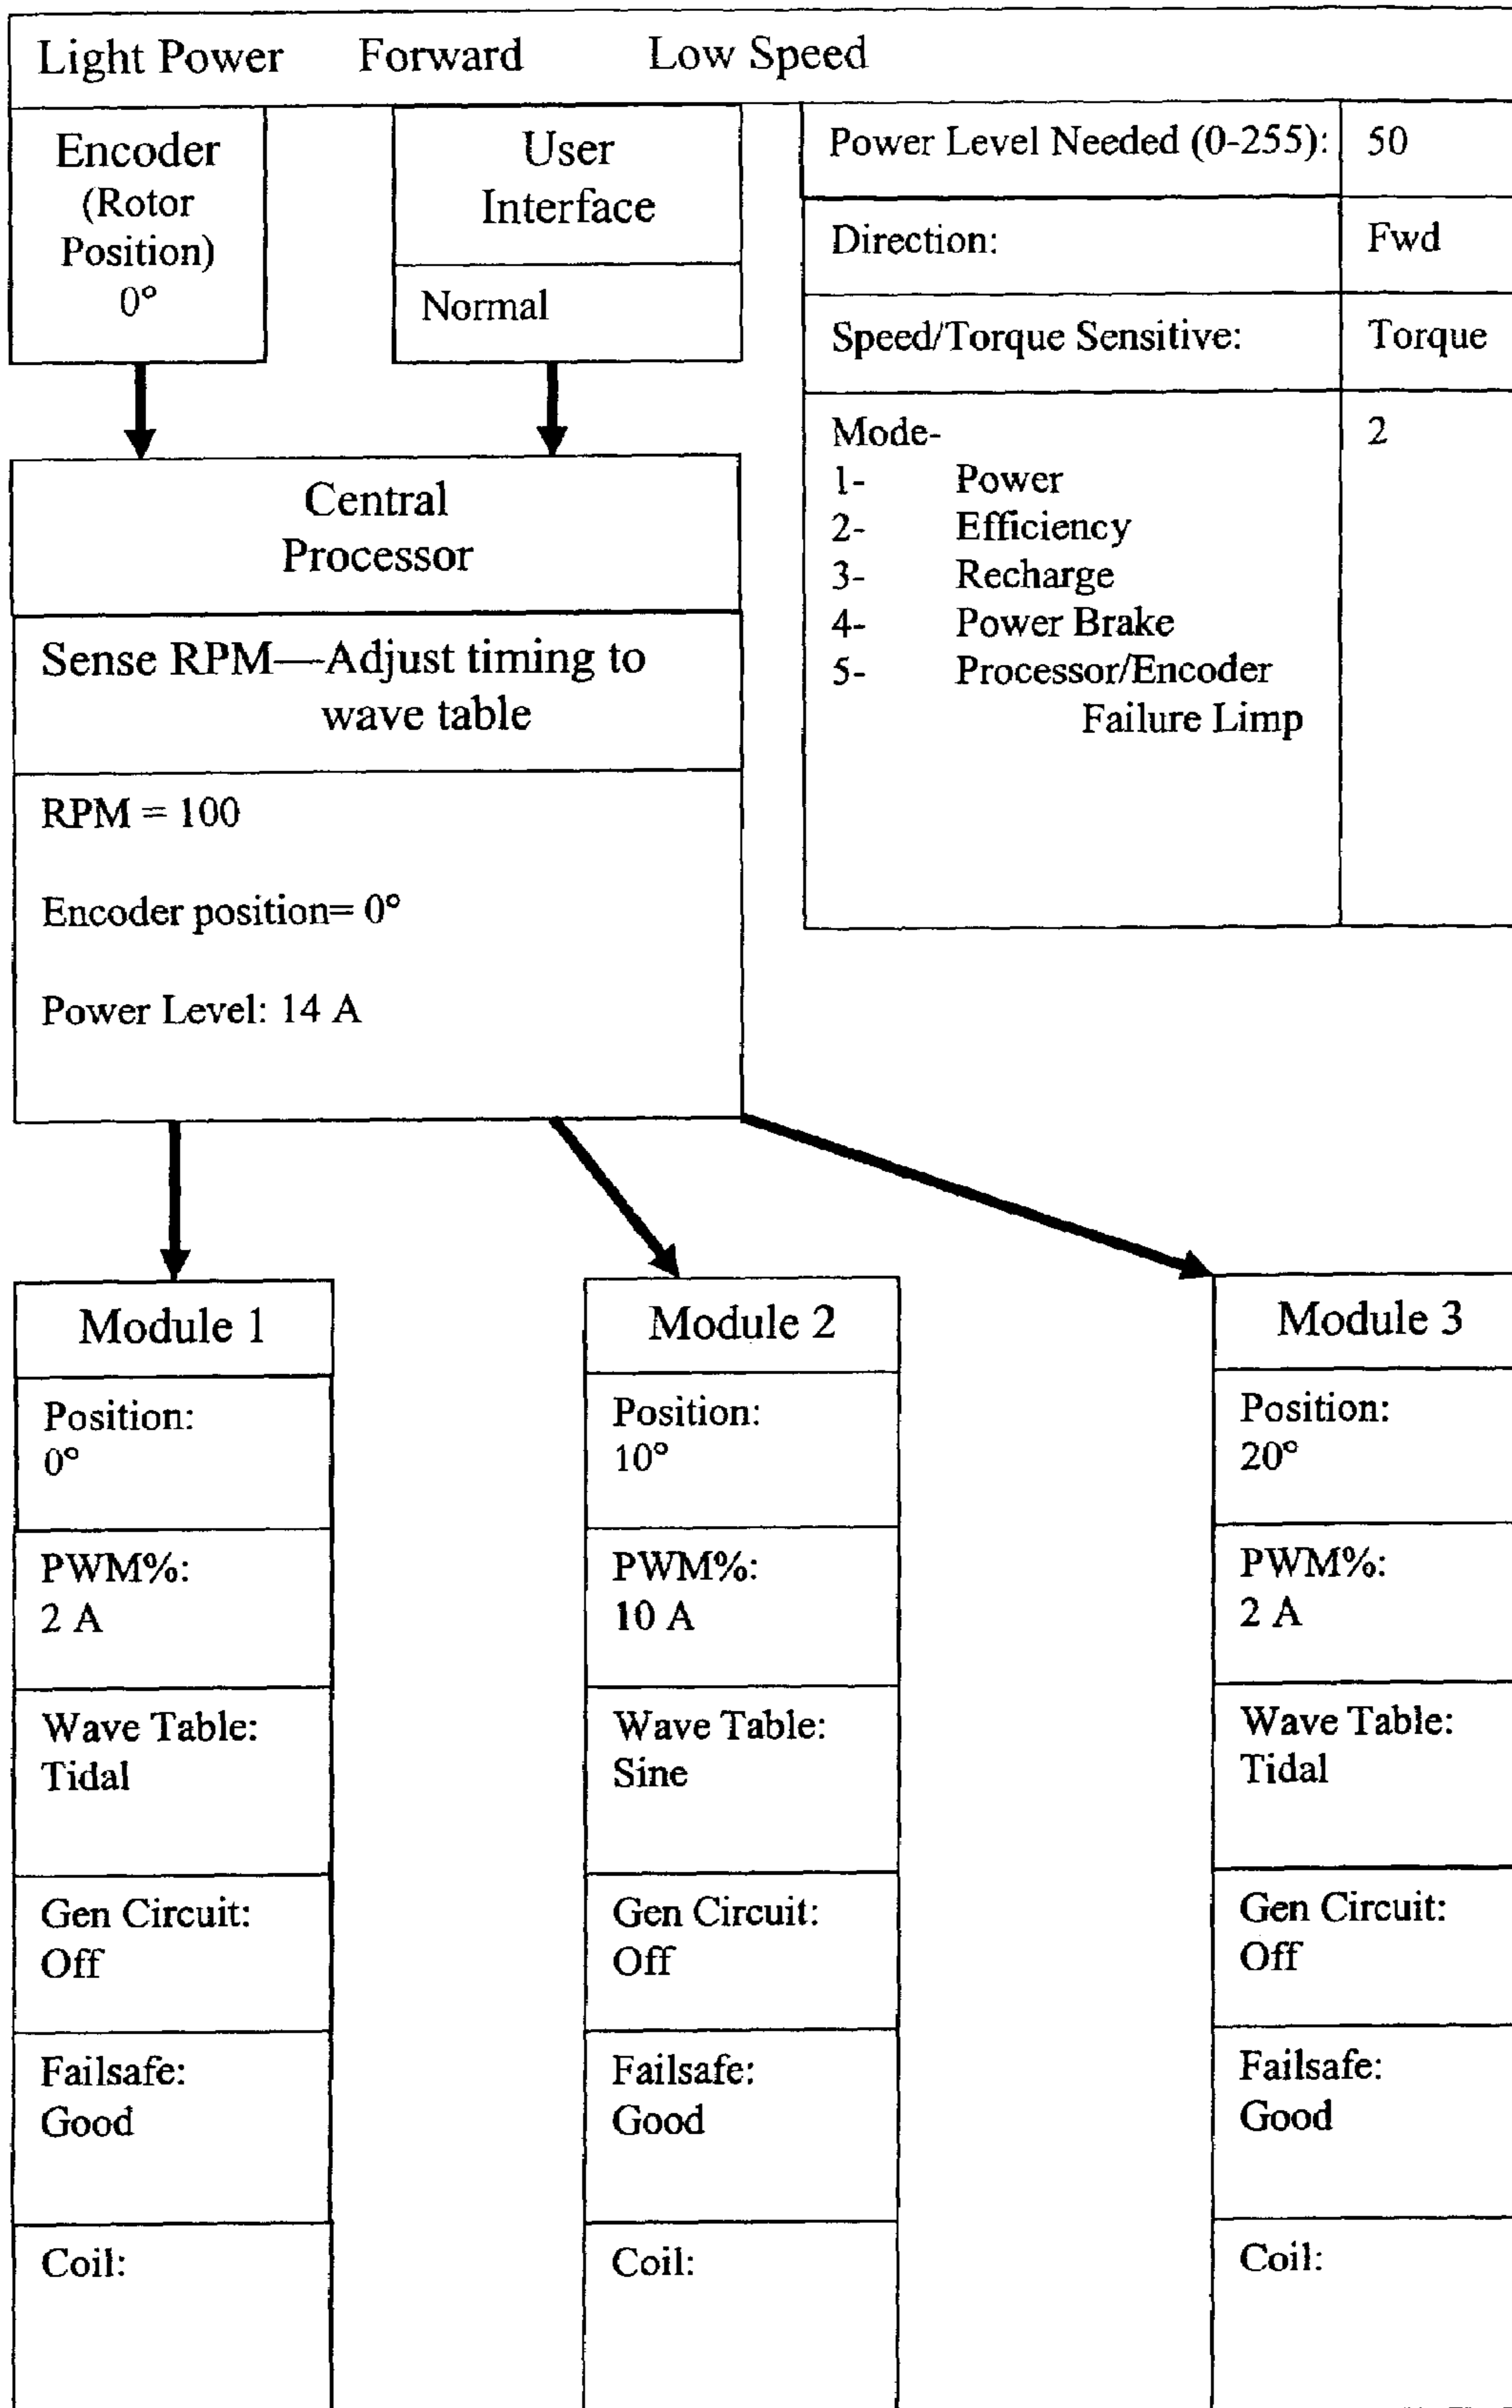 Light Power Forward Low Speed
Encoder
(Rotor
Position)
0°
User
Interface
Normal
Power Level Needed (0-255): 50
Direction: Fwd
Speed/Torque Sensitive: Torque
Mode- 2
1- Power
2- Efficiency
3- Recharge
4- Power Brake
5- Processor/Encoder
Failure Limp
Central
Processor
Sense RPM—Adjust timing to
wave table
RPM = 100
Encoder position= 0°
Power Level: 14 A
Module 1
Position:
0°
PWM%:
2 A
Wave Table:
Tidal
Gen Circuit:
Off
Failsafe:
Good
Coil:
Module 2
Position:
10°
PWM%:
10 A
Wave Table:
Sine
Gen Circuit:
Off
Failsafe:
Good
Coil:
Module 3
Position:
20°
PWM%:
2 A
Wave Table:
Tidal
Gen Circuit:
Off
Failsafe:
Good
Coil: